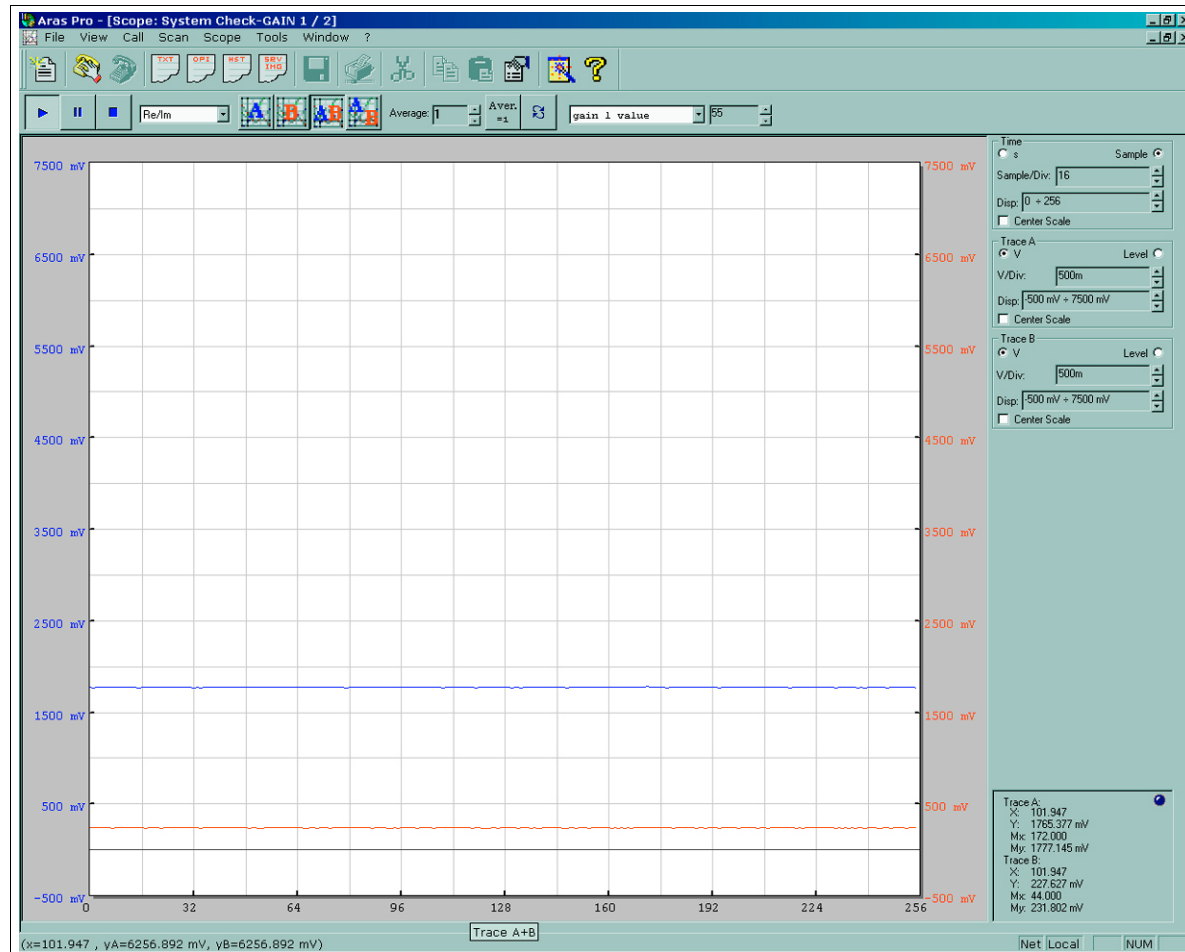 Aras Pro - [Scope: System Check-GAIN 1 / 2]
File View Call Scan Scope Tools Window ?
TXT OPI HST SRV IMG
Re/Im A B AB A B Average: 1 Aver. =1 gain 1 value 55
7500 mV
6500 mV
5500 mV
4500 mV
3500 mV
2500 mV
1500 mV
500 mV
-500 mV
0 32 64 96 128 160 192 224 256
7500 mV
6500 mV
5500 mV
4500 mV
3500 mV
2500 mV
1500 mV
500 mV
-500 mV
Trace A+B
Time
s Sample
Sample/Div: 16
Disp: 0 ÷ 256
Center Scale
Trace A
V Level
V/Div: 500m
Disp: -500 mV ÷ 7500 mV
Center Scale
Trace B
V Level
V/Div: 500m
Disp: -500 mV ÷ 7500 mV
Center Scale
Trace A:
X: 101.947
Y: 1765.377 mV
Mx: 172.000
My: 1777.145 mV
Trace B:
X: 101.947
Y: 227.627 mV
Mx: 44.000
My: 231.802 mV
(x=101.947 , yA=6256.892 mV, yB=6256.892 mV) Net Local NUM